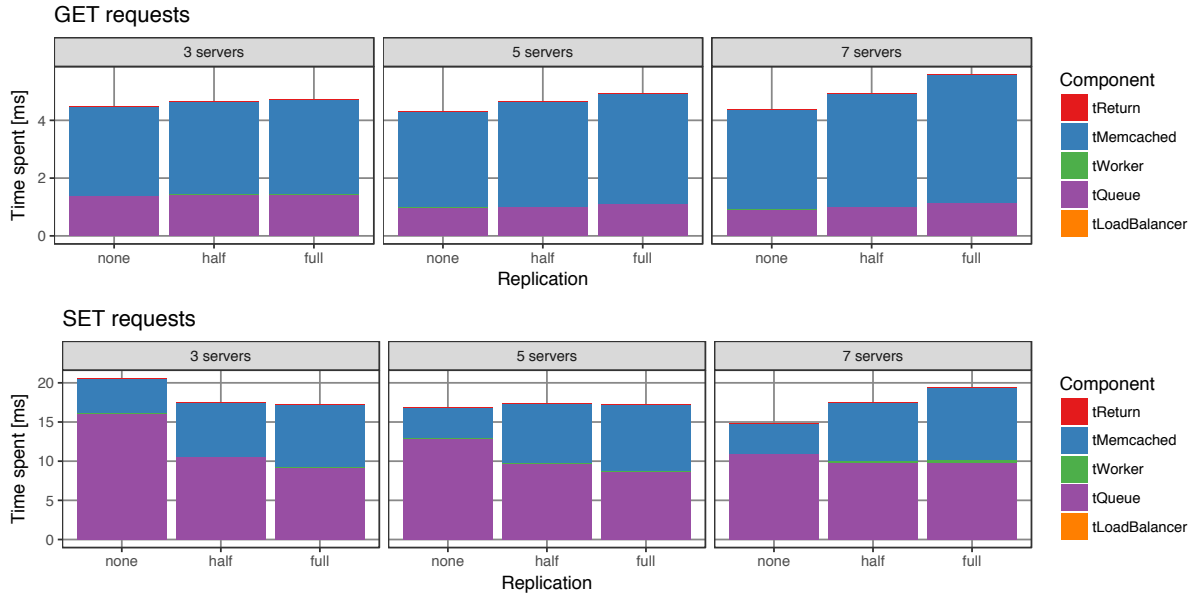 GET requests
3 servers
5 servers
7 servers
Time spent [ms]
4
2
0
none
half
full
none
half
full
none
half
full
Replication
Component
tReturn
tMemcached
tWorker
tQueue
tLoadBalancer
SET requests
3 servers
5 servers
7 servers
Time spent [ms]
20
15
10
5
0
none
half
full
none
half
full
none
half
full
Replication
Component
tReturn
tMemcached
tWorker
tQueue
tLoadBalancer